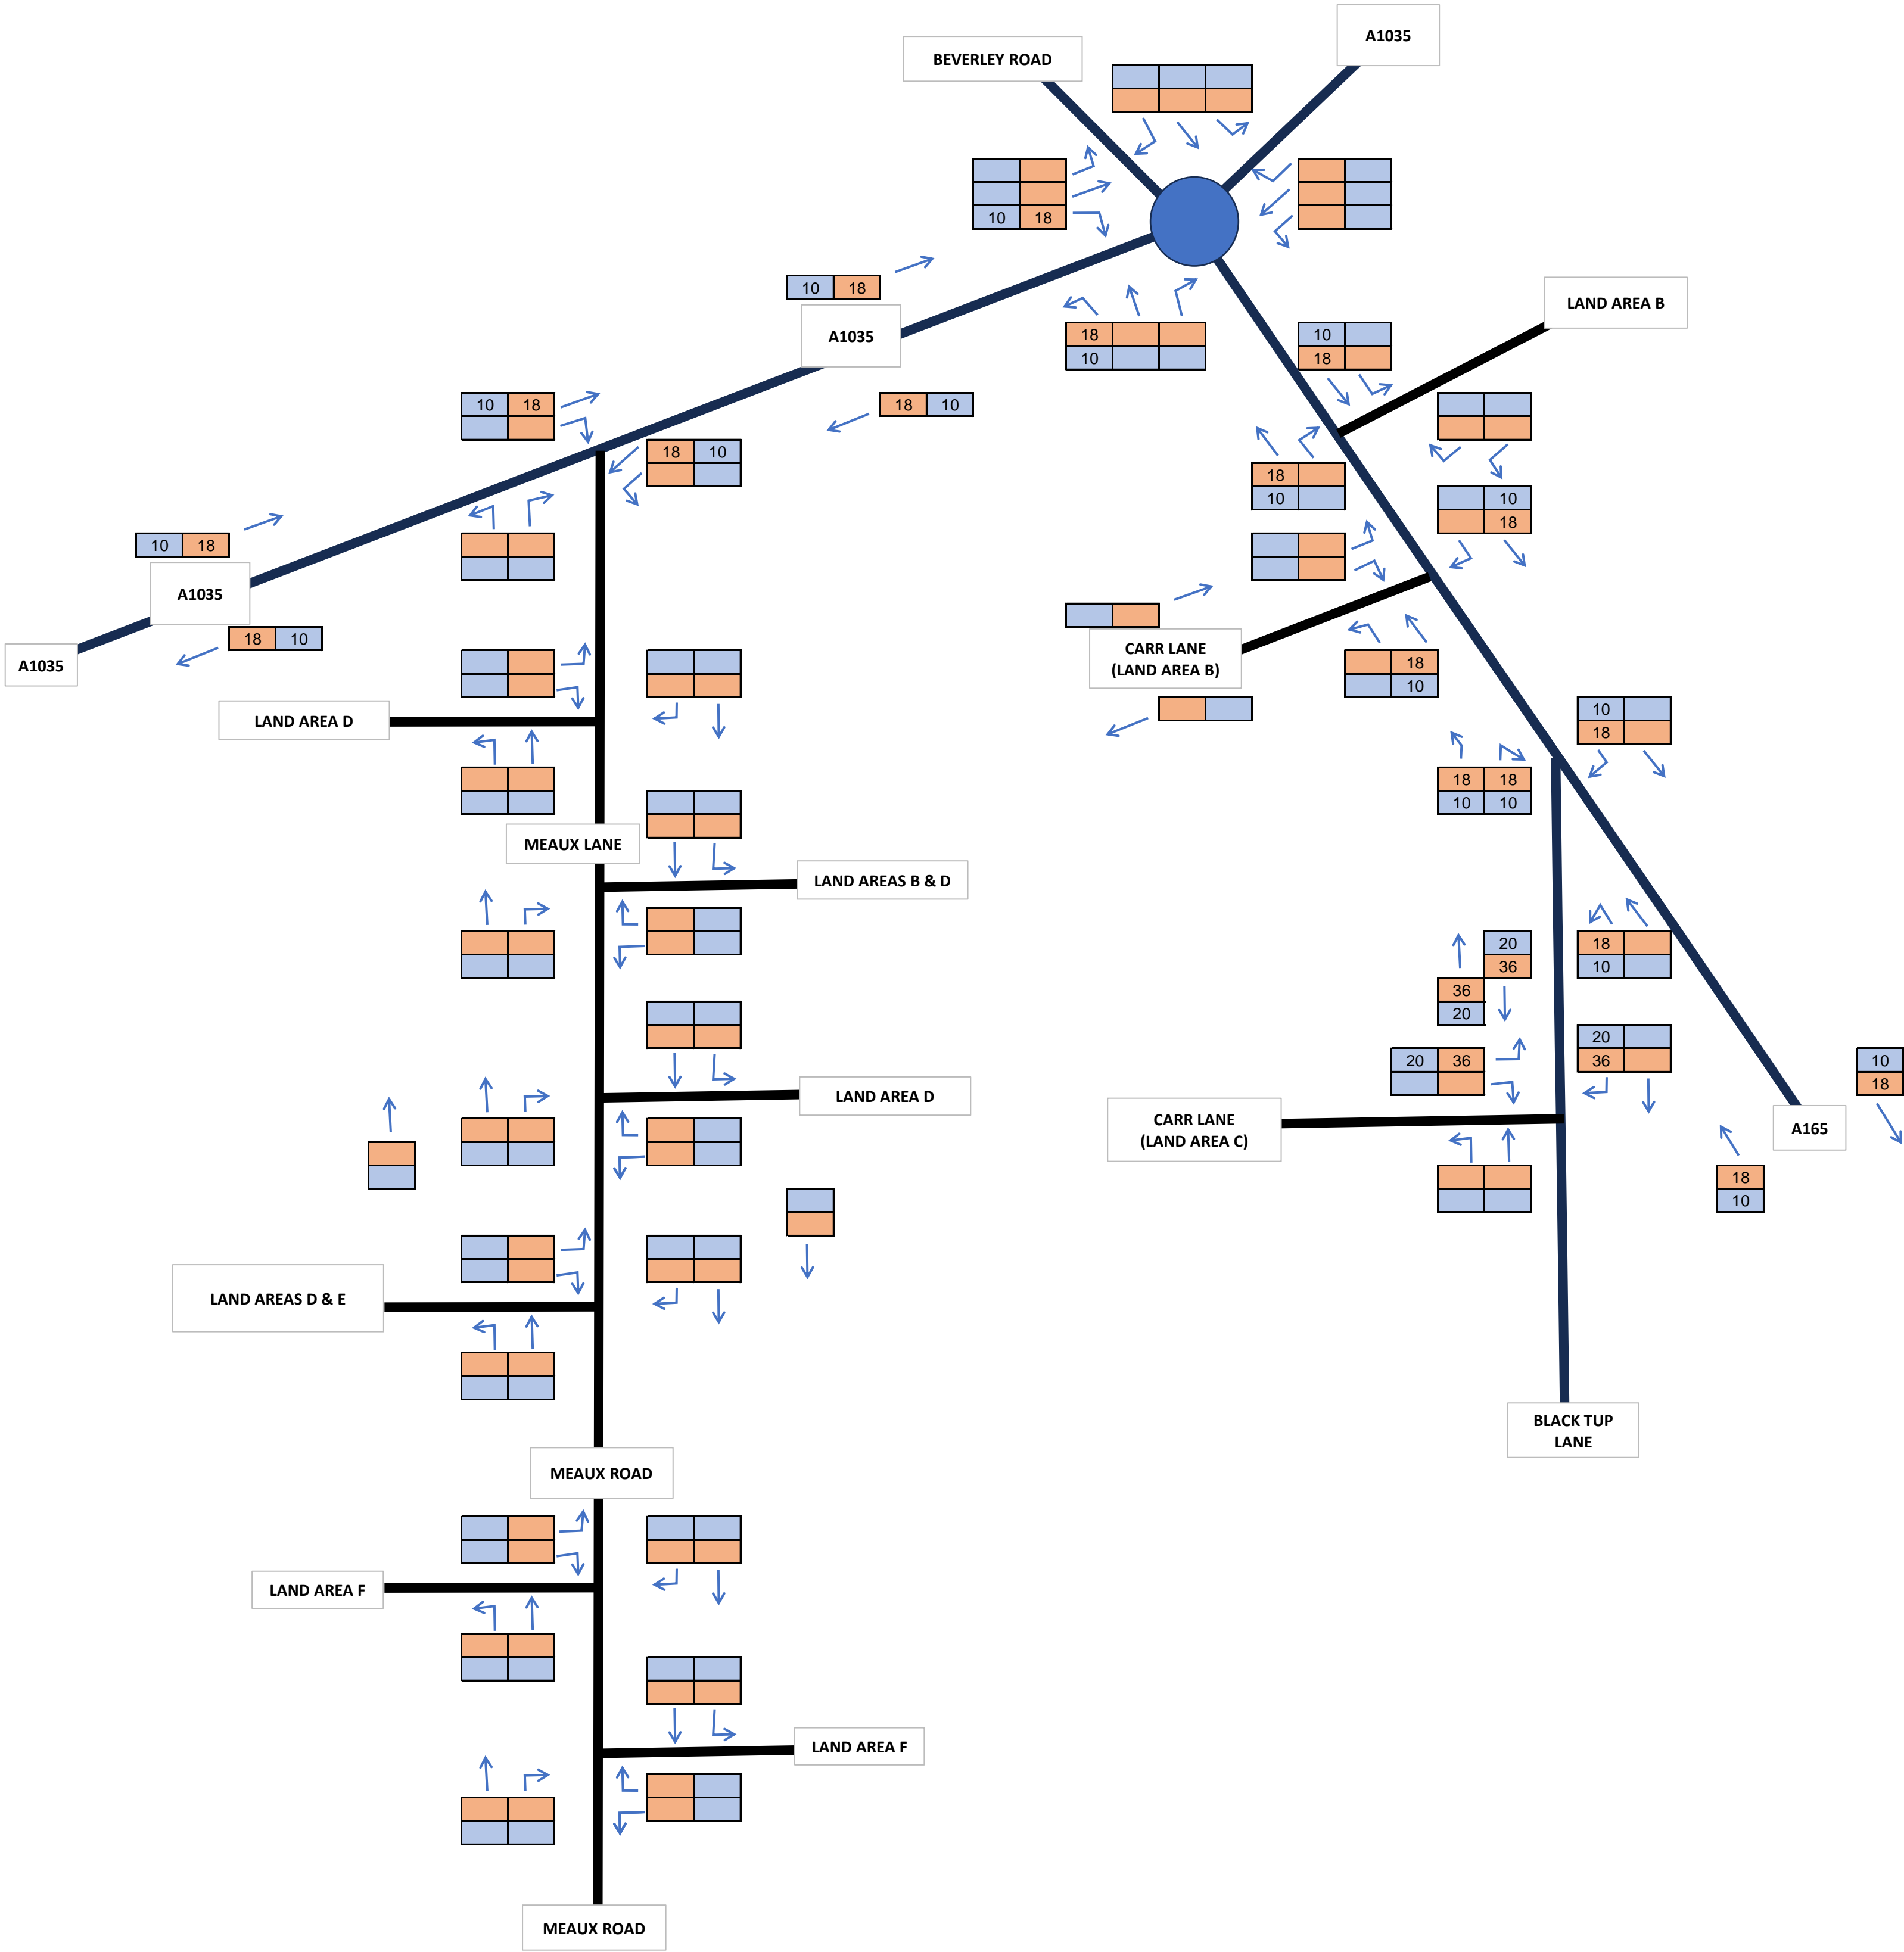 A1035
BEVERLEY ROAD
10 18
LAND AREA B
10 18
A1035
18
10
10
18
10 18
18 10
18 10
18
10
10
18
10 18
A1035
18 10
A1035
CARR LANE
(LAND AREA B)
18
10
LAND AREA D
10
18
18 18
10 10
MEAUX LANE
LAND AREAS B & D
20
36
18
10
36
20
20
36
20 36
10
18
LAND AREA D
CARR LANE
(LAND AREA C)
A165
18
10
LAND AREAS D & E
BLACK TUP
LANE
MEAUX ROAD
LAND AREA F
LAND AREA F
MEAUX ROAD